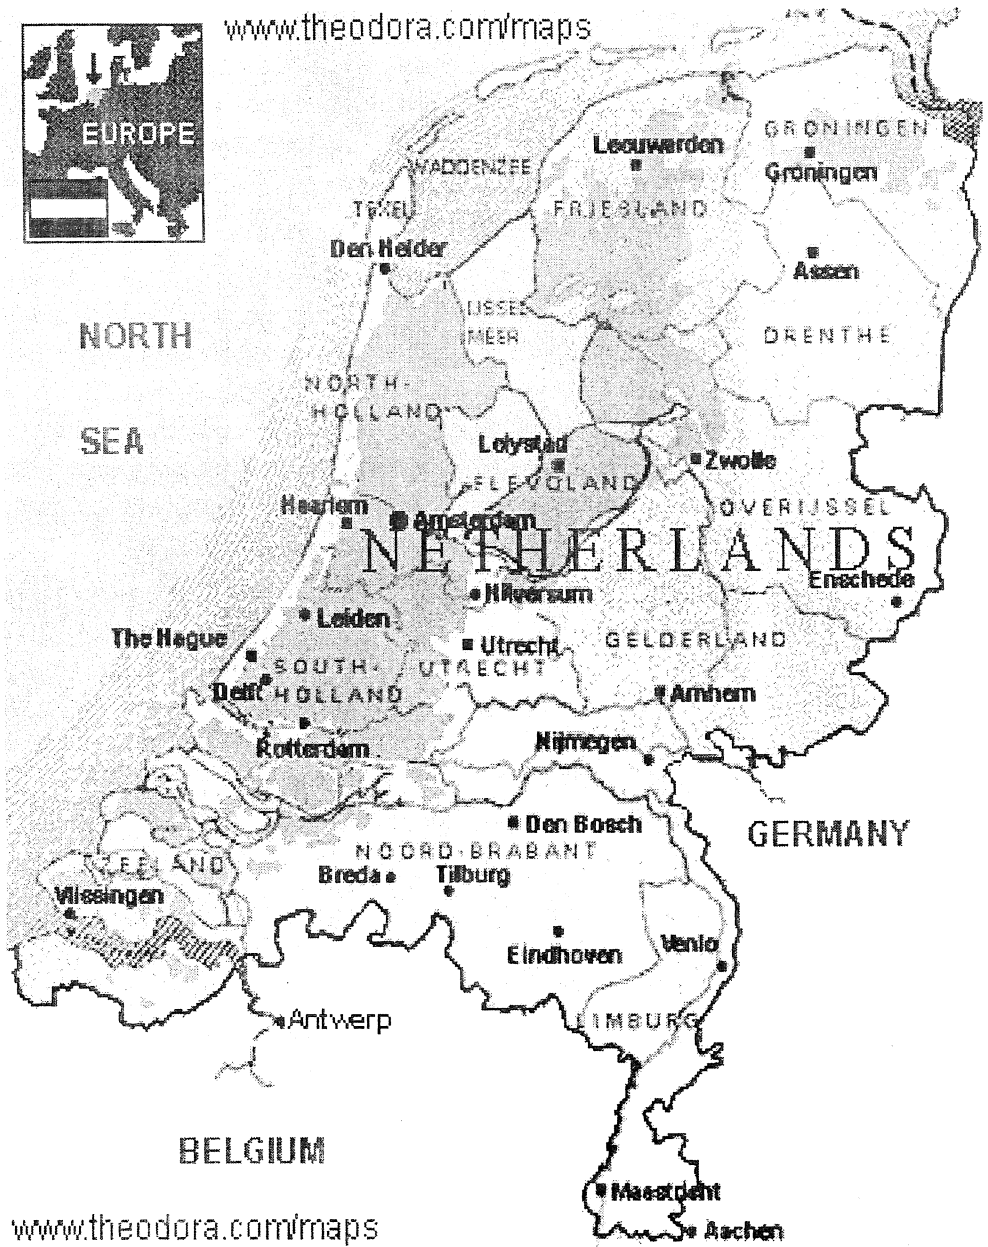 www.theodora.com/maps
EUROPE
GRONINGEN
Leeuwarden
Groningen
WADDENZEE
TEXEL
FRIESLAND
Den Helder
Assen
IJSSEL
MEER
NORTH
DRENTHE
NORTH-
HOLLAND
SEA
Lelystad
Zwolle
FLEVOLAND
OVERIJSSEL
Haarlem
Amsterdam
NETHERLANDS
Enschede
Hilversum
Leiden
The Hague
Utrecht
GELDERLAND
SOUTH-
HOLLAND
UTRECHT
Delft
Arnhem
Rotterdam
Nijmegen
Den Bosch
GERMANY
NOORD-BRABANT
ZEELAND
Breda
Tilburg
Vlissingen
Eindhoven
Venlo
LIMBURG
Antwerp
BELGIUM
Maastricht
www.theodora.com/maps
Aachen